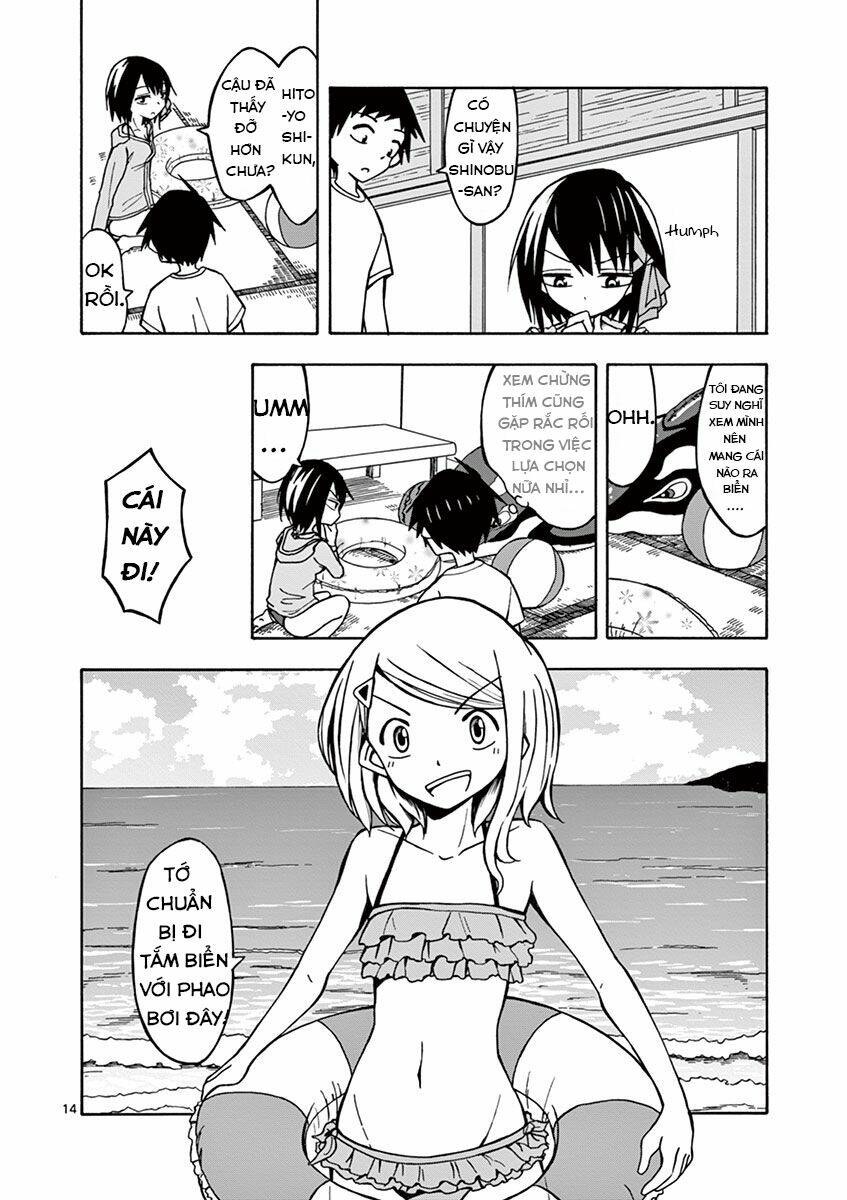 HITO
-YO
SHI-
KUN,
CẬU ĐÃ
THẤY
ĐỠ
HƠN
CHƯA?
OK
RỒI.
CÓ
CHUYỆN
GÌ VẬY
SHINOBU
-SAN?
Humph
TÔI ĐANG
SUY NGHĨ
XEM MÌNH
NÊN
MANG CÁI
NÀO RA
BIỂN
....
OHH.
XEM CHỪNG
THÍM CŨNG
GẶP RẮC RỐI
TRONG VIỆC
LỰA CHỌN
NỮA NHỈ...
UMM
...
CÁI
NÀY
ĐI!
TỚ
CHUẨN
BỊ ĐI
TẮM BIỂN
VỚI PHAO
BƠI ĐÂY!
14